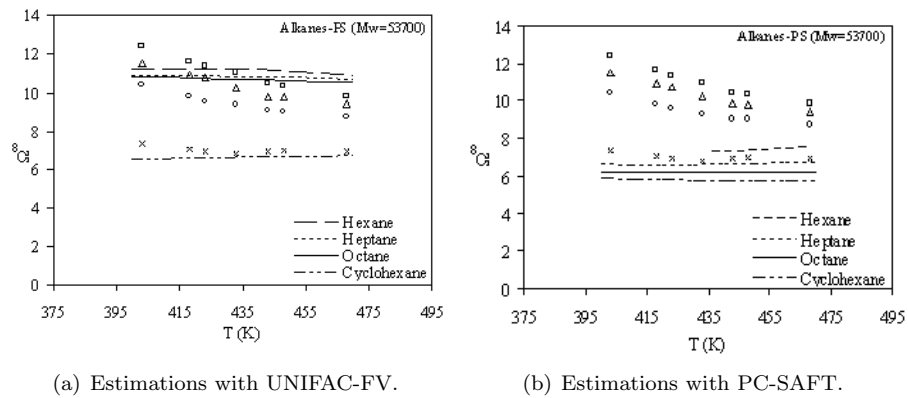 Alkanes-PS (Mw=53700)
14
12
10
8
6
4
2
0
Ω∞
Hexane
Heptane
Octane
Cyclohexane
375 395 415 435 455 475 495
T (K)
(a) Estimations with UNIFAC-FV.
Alkanes-PS (Mw=53700)
14
12
10
8
6
4
2
0
Ω∞
Hexane
Heptane
Octane
Cyclohexane
375 395 415 435 455 475 495
T (K)
(b) Estimations with PC-SAFT.